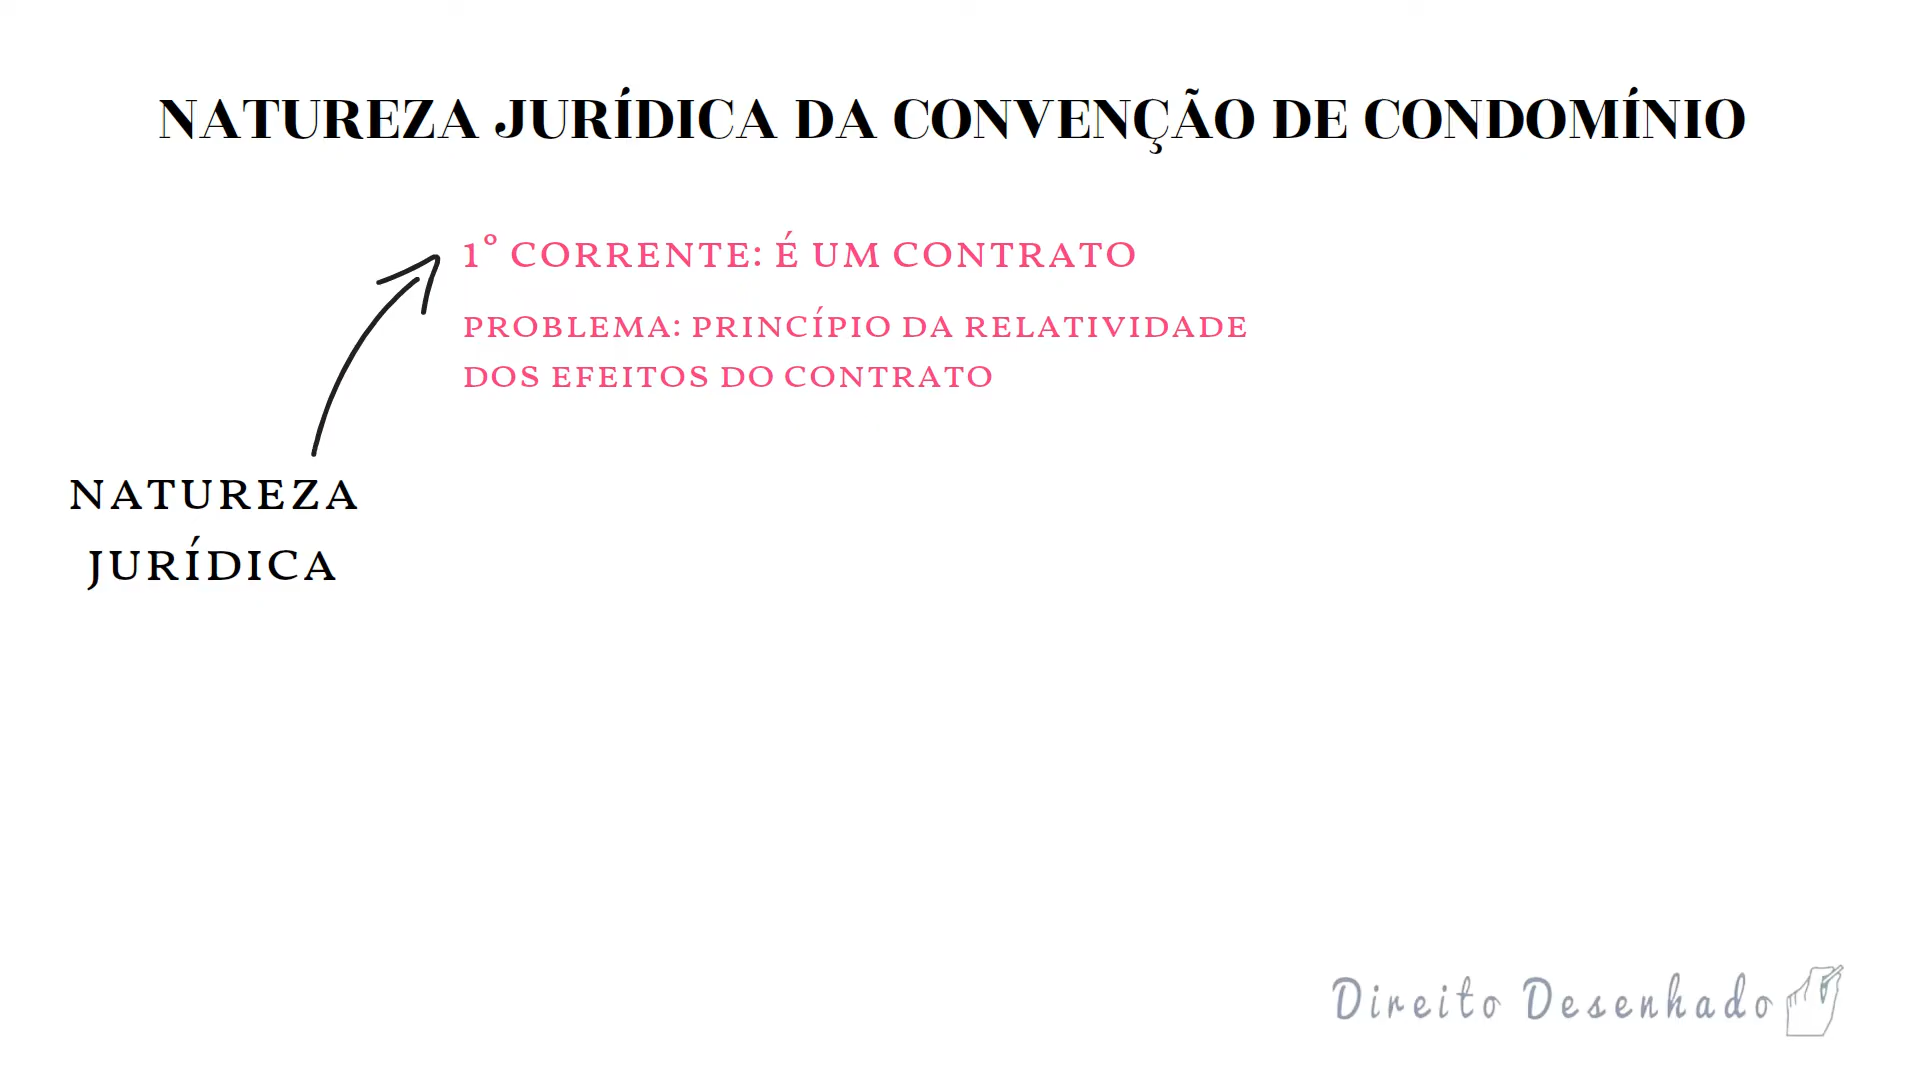 NATUREZA JURÍDICA DA CONVENÇÃO DE CONDOMÍNIO
1º CORRENTE: É UM CONTRATO
PROBLEMA: PRINCÍPIO DA RELATIVIDADE
DOS EFEITOS DO CONTRATO
NATUREZA
JURÍDICA
Direito Desenhado